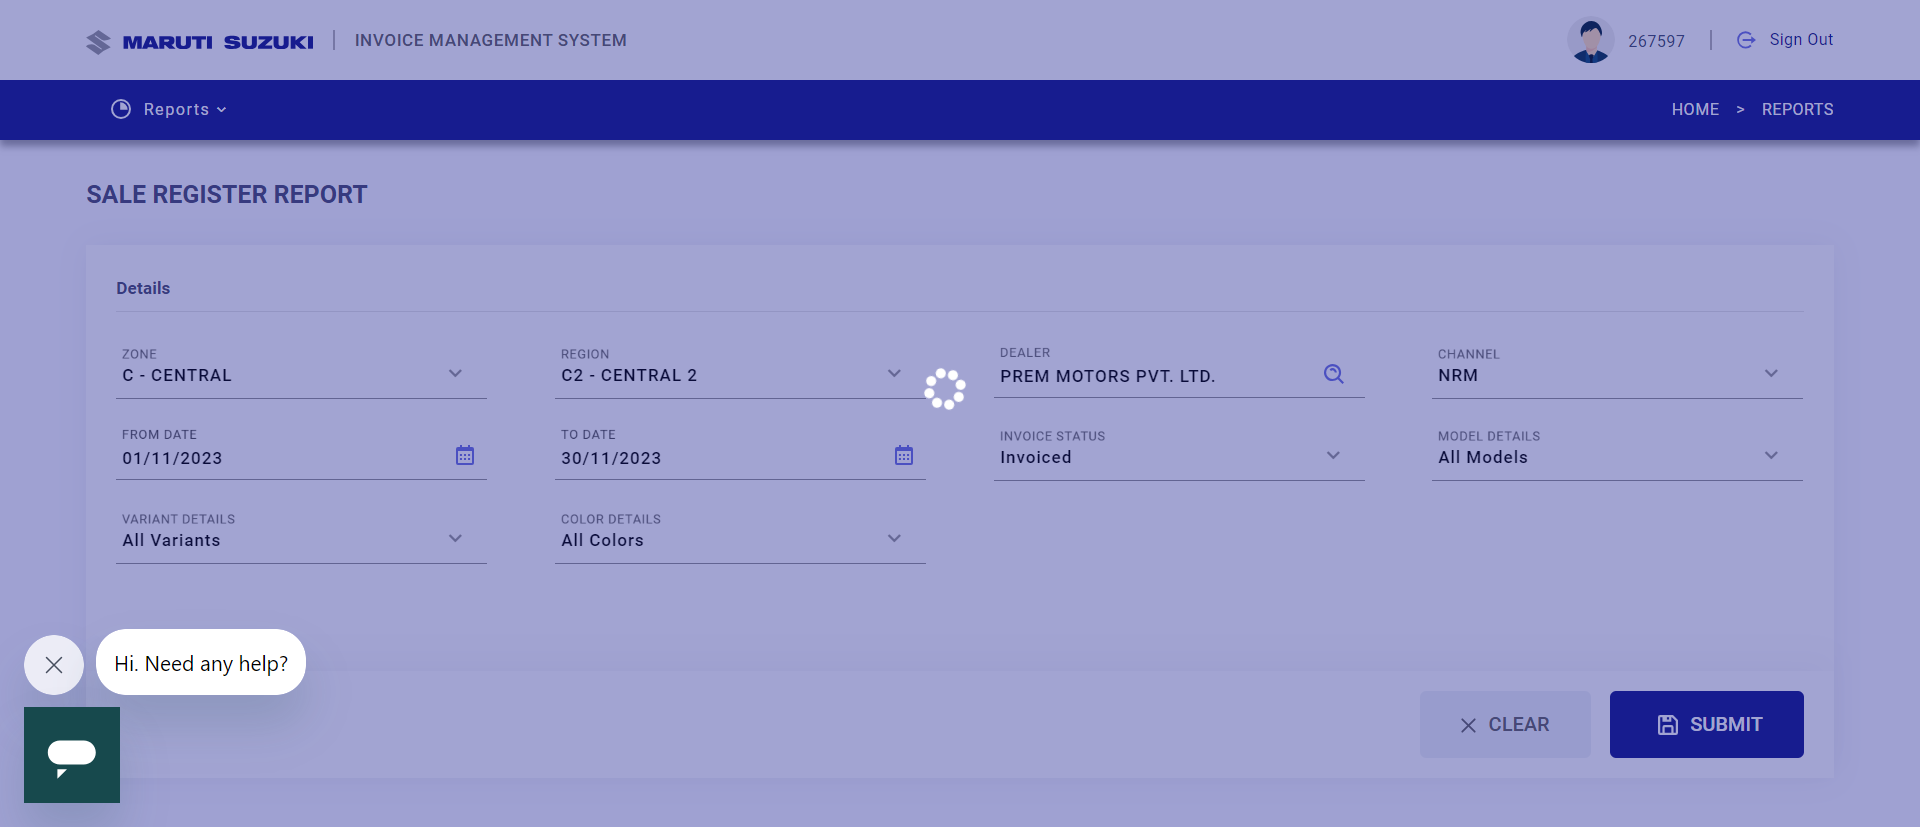 MARUTI SUZUKI
INVOICE MANAGEMENT SYSTEM
267597
Sign Out
Reports
HOME > REPORTS
SALE REGISTER REPORT
Details
ZONE
C - CENTRAL
REGION
C2 - CENTRAL 2
DEALER
PREM MOTORS PVT. LTD.
CHANNEL
NRM
FROM DATE
01/11/2023
TO DATE
30/11/2023
INVOICE STATUS
Invoiced
MODEL DETAILS
All Models
VARIANT DETAILS
All Variants
COLOR DETAILS
All Colors
Hi. Need any help?
CLEAR
SUBMIT